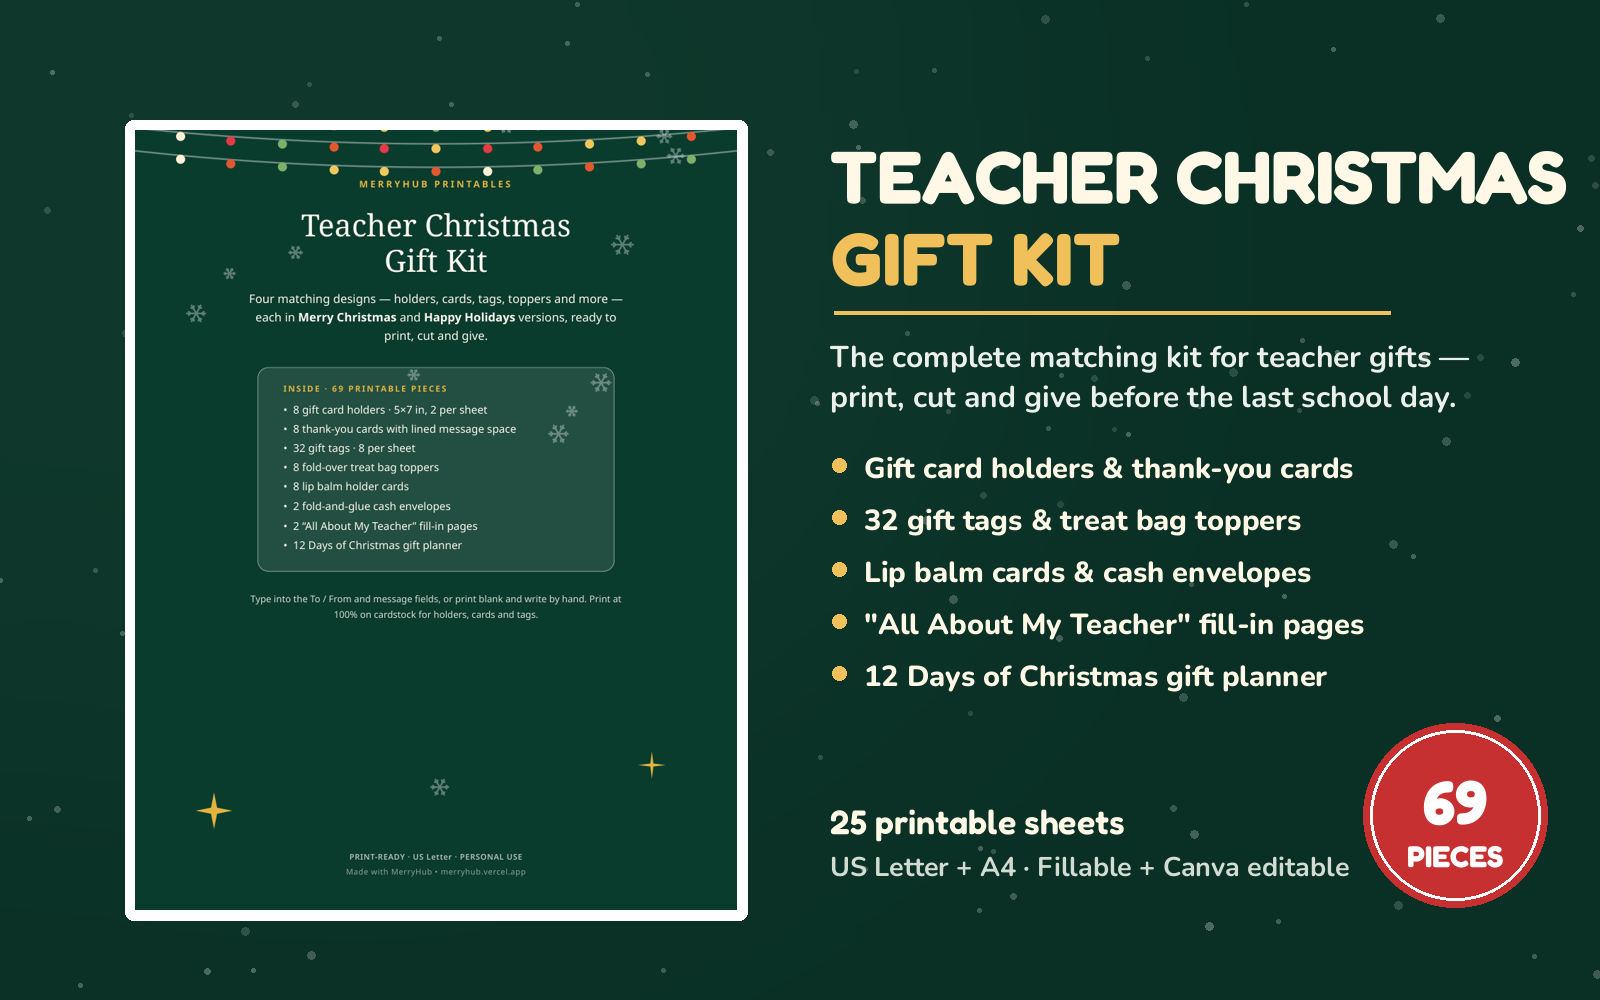 MERRYHUB PRINTABLES
Teacher Christmas
Gift Kit
Four matching designs — holders, cards, tags, toppers and more —
each in Merry Christmas and Happy Holidays versions, ready to
print, cut and give.
INSIDE · 69 PRINTABLE PIECES
• 8 gift card holders · 5×7 in, 2 per sheet
• 8 thank-you cards with lined message space
• 32 gift tags · 8 per sheet
• 8 fold-over treat bag toppers
• 8 lip balm holder cards
• 2 fold-and-glue cash envelopes
• 2 “All About My Teacher” fill-in pages
• 12 Days of Christmas gift planner
Type into the To / From and message fields, or print blank and write by hand. Print at
100% on cardstock for holders, cards and tags.
PRINT-READY · US Letter · PERSONAL USE
Made with MerryHub • merryhub.vercel.app
TEACHER CHRISTMAS
GIFT KIT
The complete matching kit for teacher gifts —
print, cut and give before the last school day.
Gift card holders & thank-you cards
32 gift tags & treat bag toppers
Lip balm cards & cash envelopes
"All About My Teacher" fill-in pages
12 Days of Christmas gift planner
25 printable sheets
US Letter + A4 · Fillable + Canva editable
69
PIECES